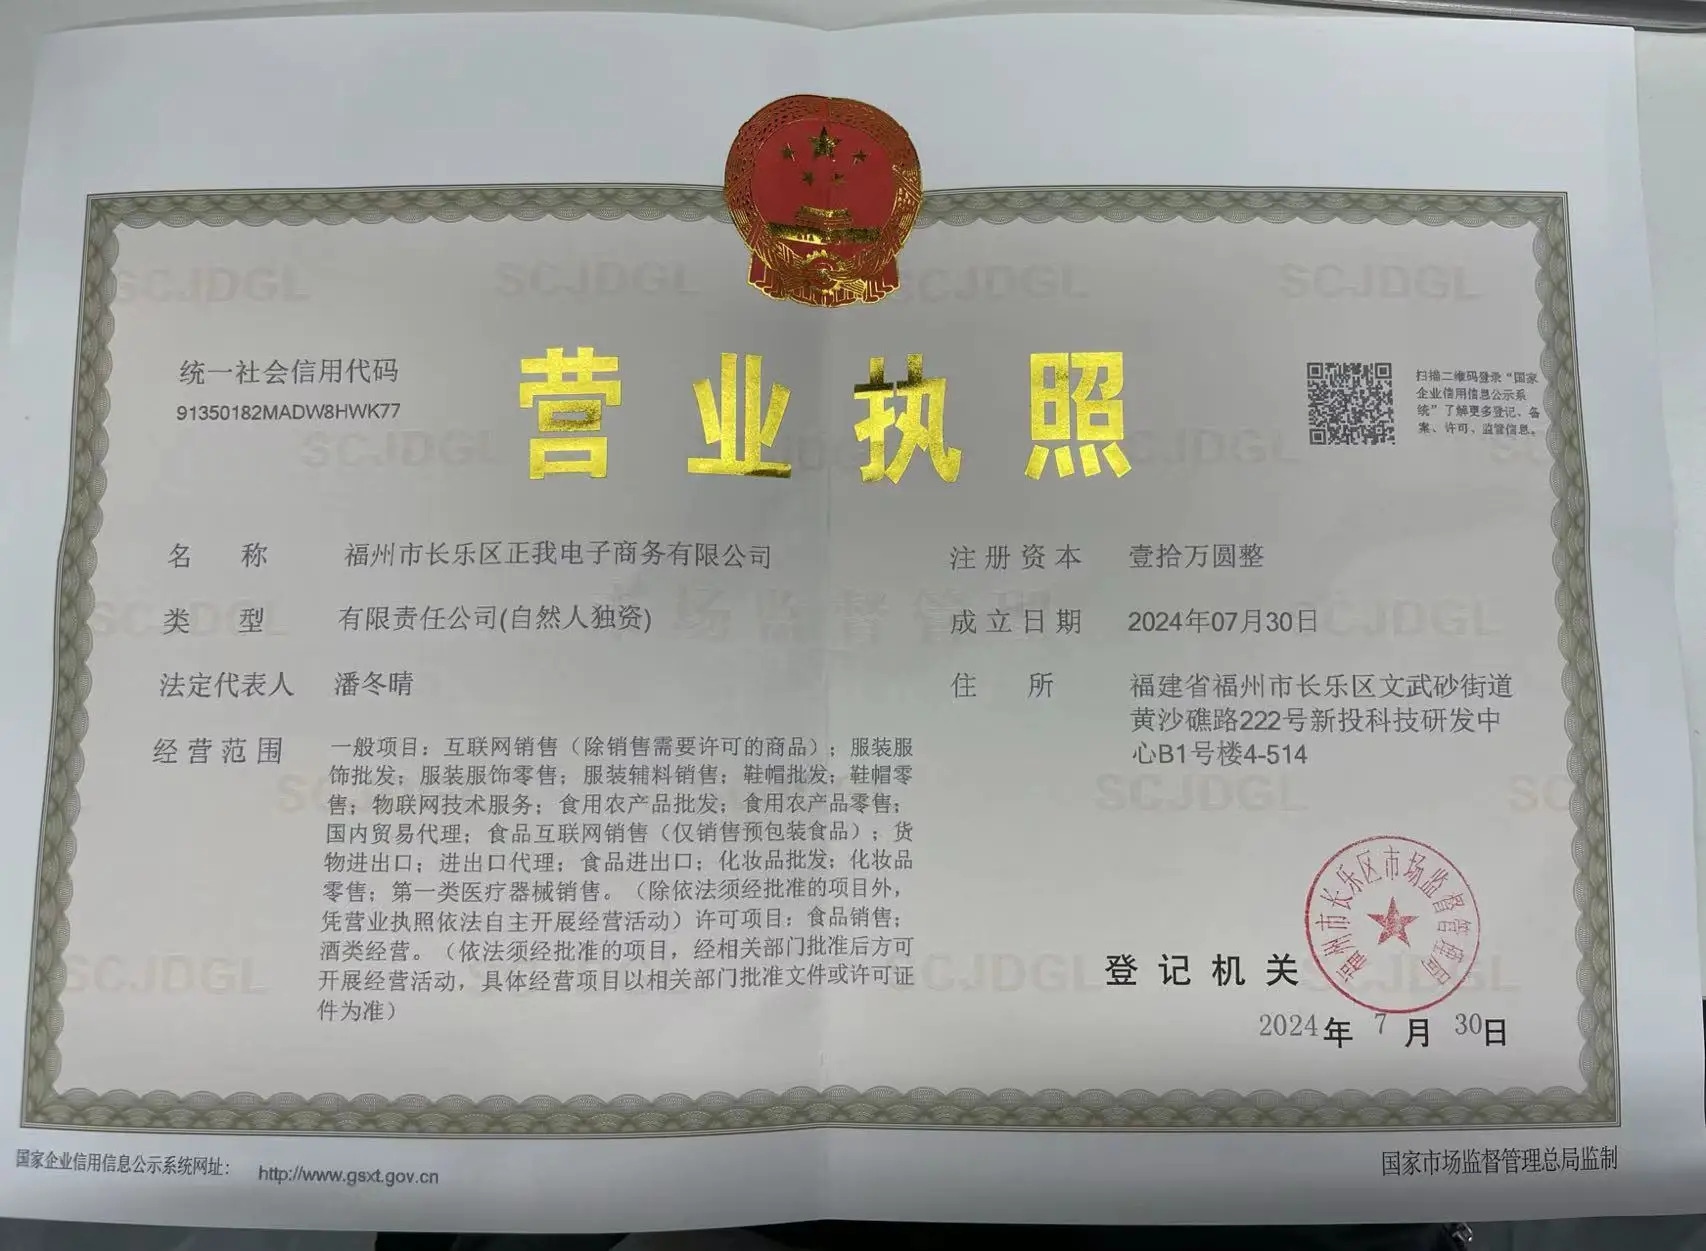 统一社会信用代码
91350182MADW8HWK77
营业执照
扫描二维码登录“国家
企业信用信息公示系
统”了解更多登记、备
案、许可、监管信息。
名称 福州市长乐区正我电子商务有限公司
类型 有限责任公司(自然人独资)
法定代表人 潘冬晴
经营范围 一般项目：互联网销售（除销售需要许可的商品）；服装服
饰批发；服装服饰零售；服装辅料销售；鞋帽批发；鞋帽零
售；物联网技术服务；食用农产品批发；食用农产品零售；
国内贸易代理；食品互联网销售（仅销售预包装食品）；货
物进出口；进出口代理；食品进出口；化妆品批发；化妆品
零售；第一类医疗器械销售。（除依法须经批准的项目外，
凭营业执照依法自主开展经营活动）许可项目：食品销售；
酒类经营。（依法须经批准的项目，经相关部门批准后方可
开展经营活动，具体经营项目以相关部门批准文件或许可证
件为准）
注册资本 壹拾万圆整
成立日期 2024年07月30日
住所 福建省福州市长乐区文武砂街道
黄沙礁路222号新投科技研发中
心B1号楼4-514
登记机关
福州市长乐区市场监督管理局
2024年7月30日
国家企业信用信息公示系统网址：http://www.gsxt.gov.cn
国家市场监督管理总局监制
SCJDGL
市场监督管理